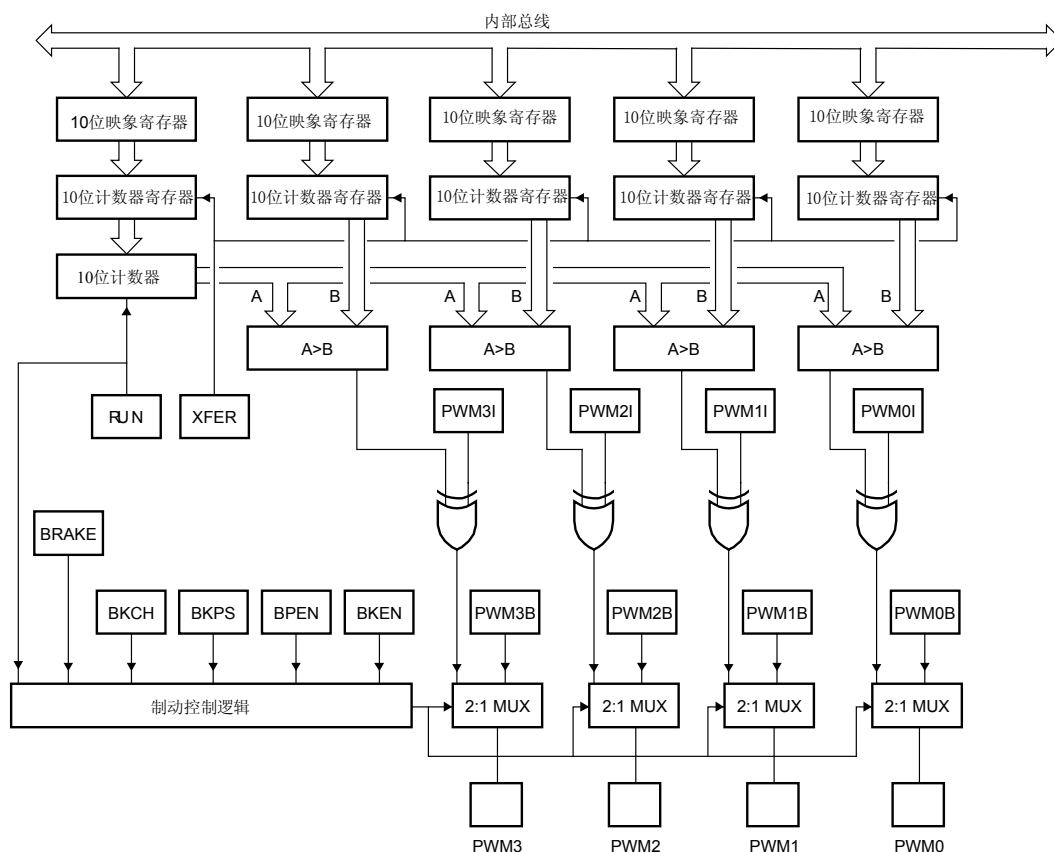 内部总线
10位映象寄存器
10位映象寄存器
10位映象寄存器
10位映象寄存器
10位映象寄存器
10位计数器寄存器
10位计数器寄存器
10位计数器寄存器
10位计数器寄存器
10位计数器寄存器
10位计数器
A
B
A
B
A
B
A
B
A>B
A>B
A>B
A>B
RUN
XFER
PWM3I
PWM2I
PWM1I
PWM0I
BRAKE
BKCH
BKPS
BPEN
BKEN
PWM3B
PWM2B
PWM1B
PWM0B
制动控制逻辑
2:1 MUX
2:1 MUX
2:1 MUX
2:1 MUX
PWM3
PWM2
PWM1
PWM0